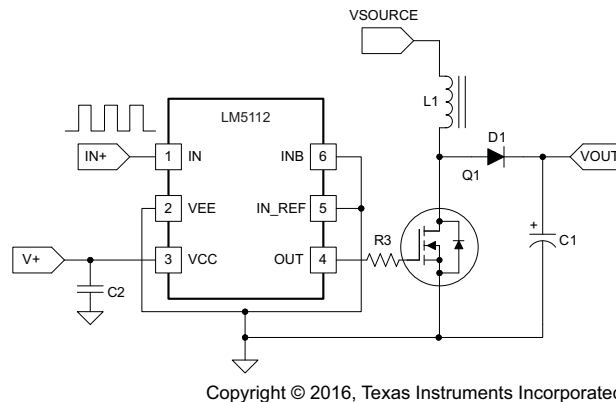 VSOURCE
L1
LM5112
D1
IN+
1 IN INB 6
Q1
VOUT
2 VEE IN_REF 5
R3
+
C1
V+
3 VCC OUT 4
C2
Copyright © 2016, Texas Instruments Incorporated